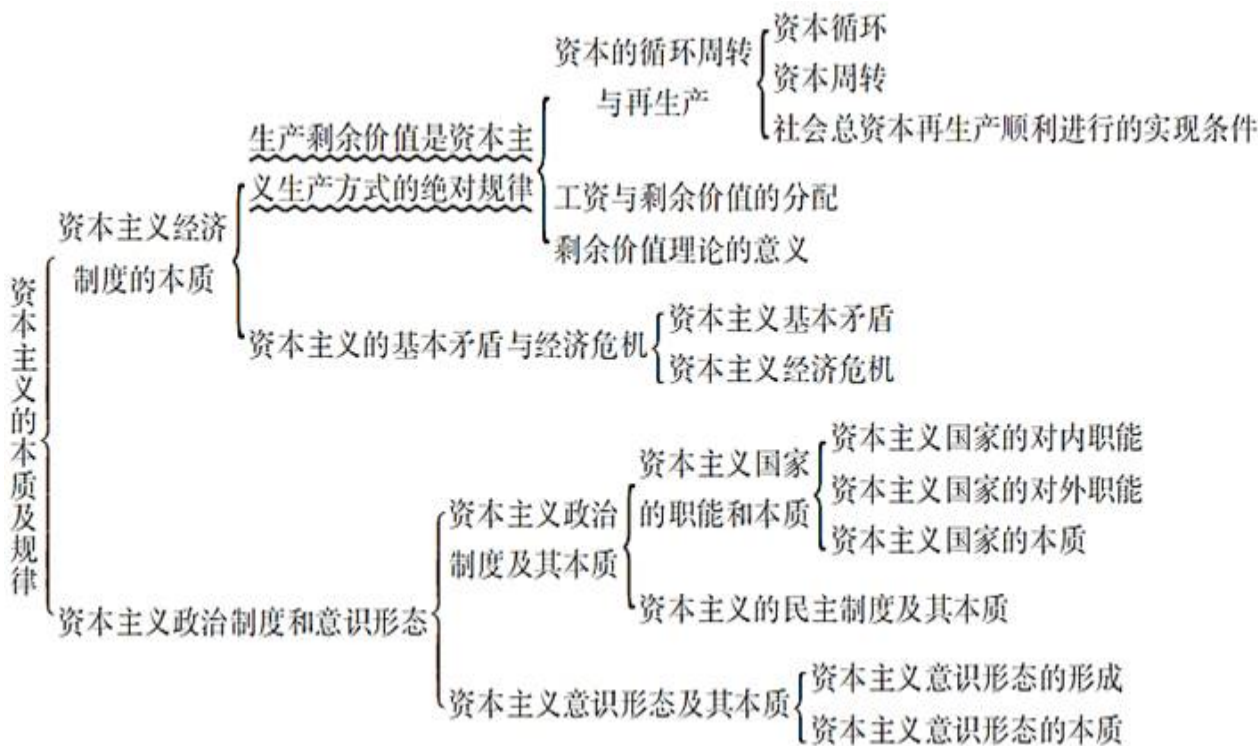 资本主义的本质及规律
资本主义经济
制度的本质
生产剩余价值是资本主
义生产方式的绝对规律
资本的循环周转
与再生产
资本循环
资本周转
社会总资本再生产顺利进行的实现条件
工资与剩余价值的分配
剩余价值理论的意义
资本主义的基本矛盾与经济危机
资本主义基本矛盾
资本主义经济危机
资本主义政治制度和意识形态
资本主义政治
制度及其本质
资本主义国家
的职能和本质
资本主义国家的对内职能
资本主义国家的对外职能
资本主义国家的本质
资本主义的民主制度及其本质
资本主义意识形态及其本质
资本主义意识形态的形成
资本主义意识形态的本质